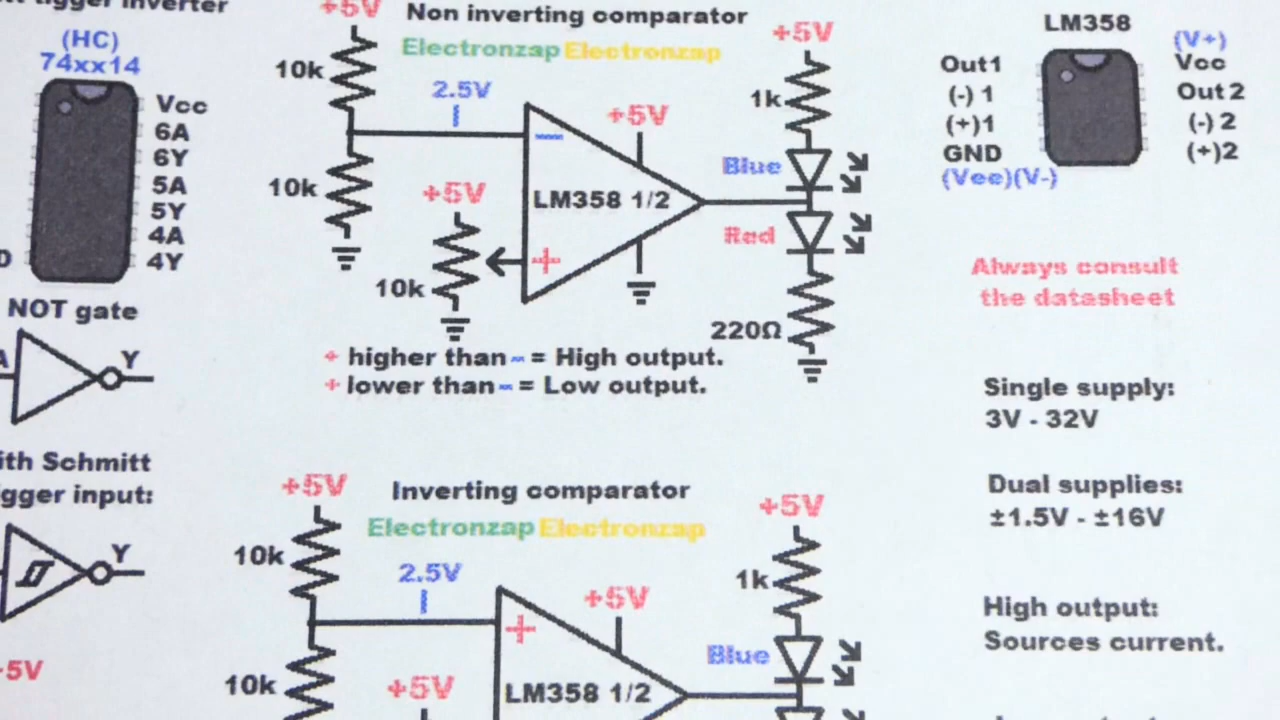 igger inverter
(HC)
74xx14
Vcc
6A
6Y
5A
5Y
4A
4Y
NOT gate
A
Y
ith Schmitt
igger input:
Y
5V
+5V
Non inverting comparator
Electronzap Electronzap
10k
2.5V
+5V
1k
+5V
−
Blue
10k
+5V
LM358 1/2
Red
+
10k
220Ω
+ higher than - = High output.
+ lower than - = Low output.
+5V
Inverting comparator
Electronzap Electronzap
+5V
10k
2.5V
1k
+5V
+
Blue
10k
+5V
LM358 1/2
LM358
(V+)
Out1
Vcc
(-) 1
Out 2
(+)1
(-) 2
GND
(+)2
(Vee)(V-)
Always consult
the datasheet
Single supply:
3V - 32V
Dual supplies:
±1.5V - ±16V
High output:
Sources current.